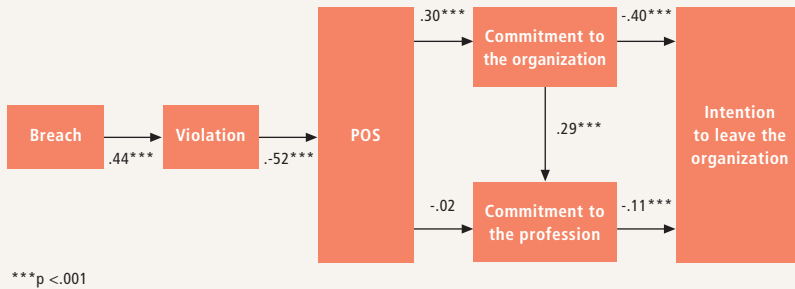 .30***
Commitment to
the organization
-.40***
Breach
.44***
Violation
.-52***
POS
.29***
Intention
to leave the
organization
-.02
Commitment to
the profession
-.11***
***p <.001